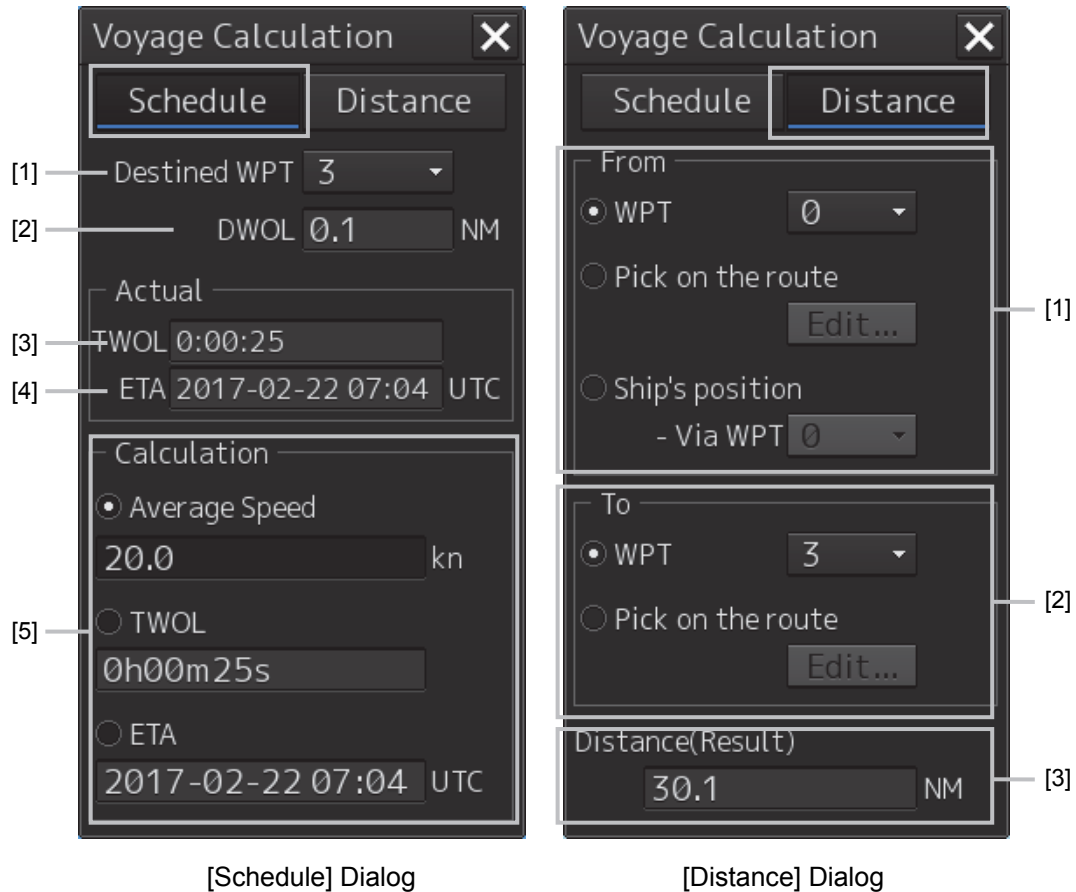 Voyage Calculation
Schedule Distance
[1] Destined WPT 3
[2] DWOL 0.1 NM
Actual
[3] TWOL 0:00:25
[4] ETA 2017-02-22 07:04 UTC
Calculation
Average Speed
20.0 kn
[5] TWOL
0h00m25s
ETA
2017-02-22 07:04 UTC
[Schedule] Dialog
Voyage Calculation
Schedule Distance
From
WPT 0
Pick on the route
Edit... [1]
Ship's position
- Via WPT 0
To
WPT 3
[2]
Pick on the route
Edit...
Distance(Result)
30.1 NM [3]
[Distance] Dialog